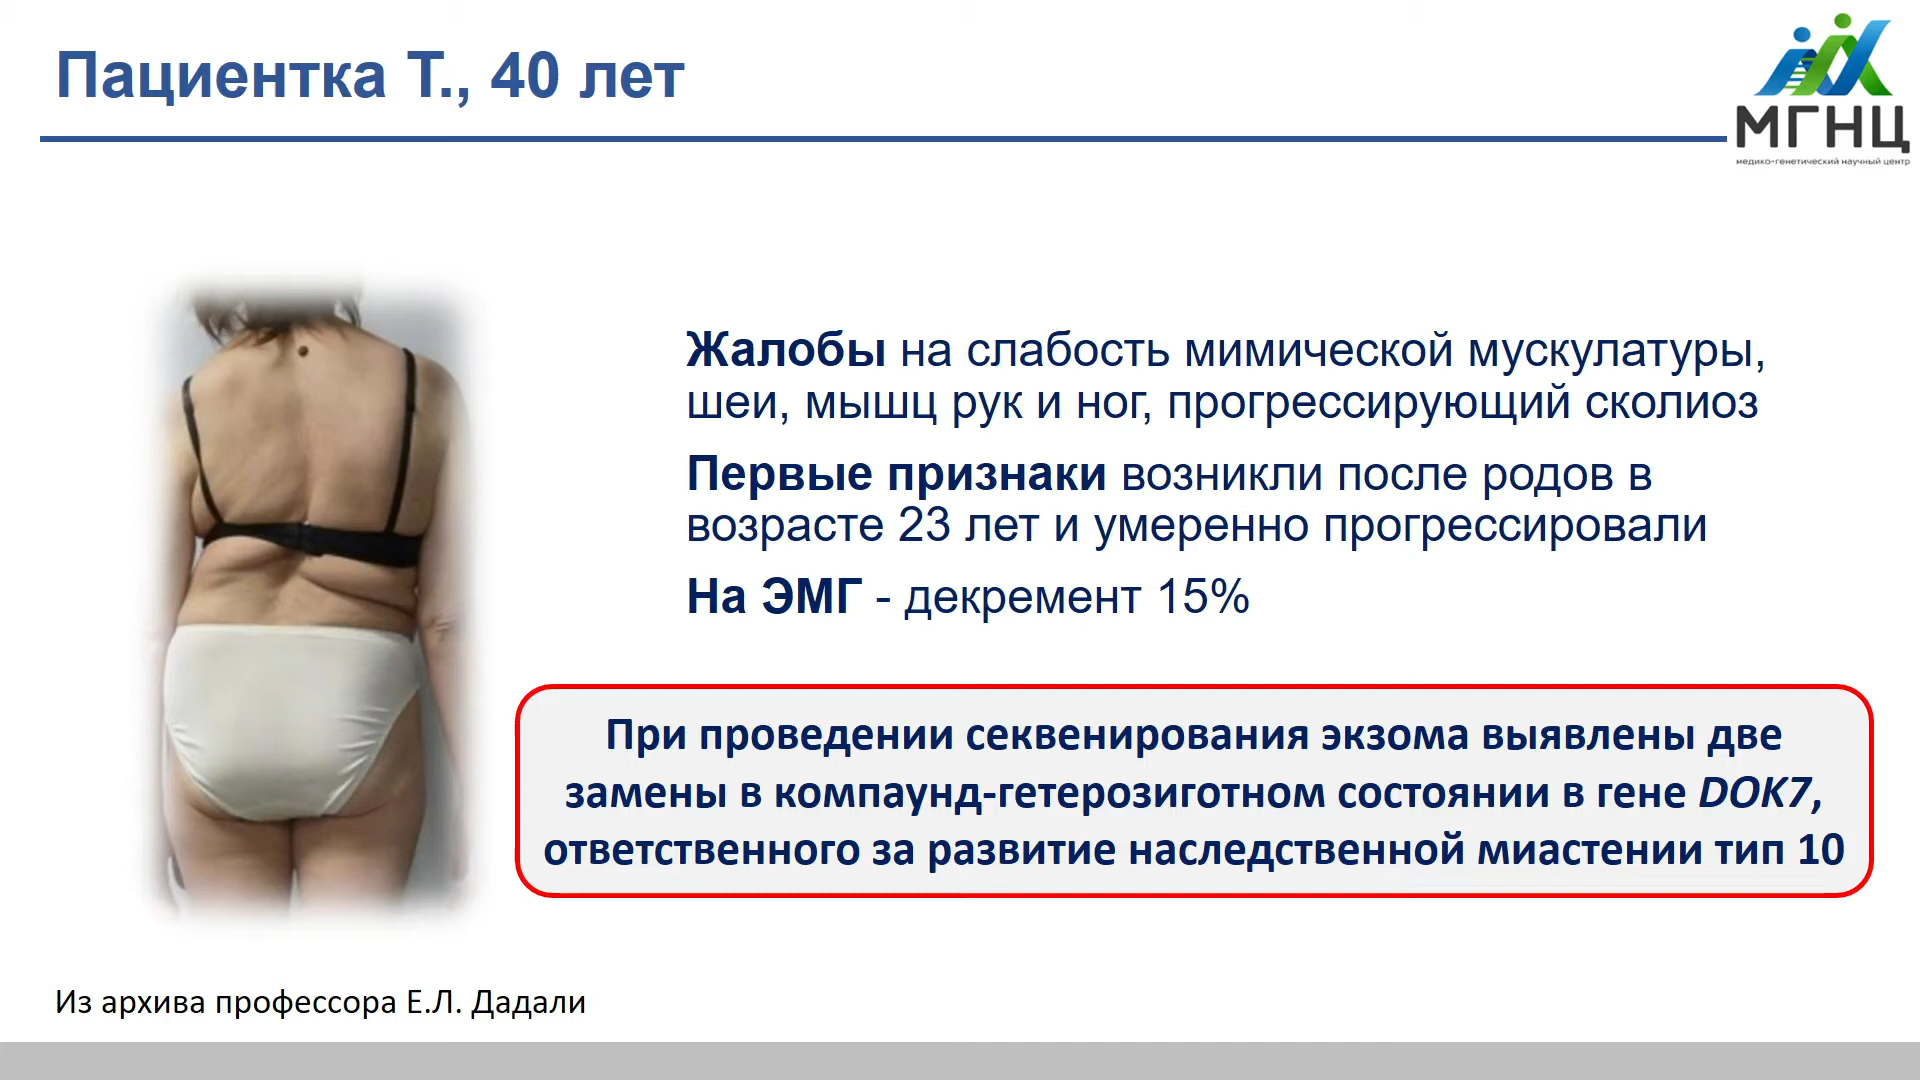 Пациентка Т., 40 лет
МГНЦ
медико-генетический научный центр
Жалобы на слабость мимической мускулатуры,
шеи, мышц рук и ног, прогрессирующий сколиоз
Первые признаки возникли после родов в
возрасте 23 лет и умеренно прогрессировали
На ЭМГ - декремент 15%
При проведении секвенирования экзома выявлены две
замены в компаунд-гетерозиготном состоянии в гене DOK7,
ответственного за развитие наследственной миастении тип 10
Из архива профессора Е.Л. Дадали